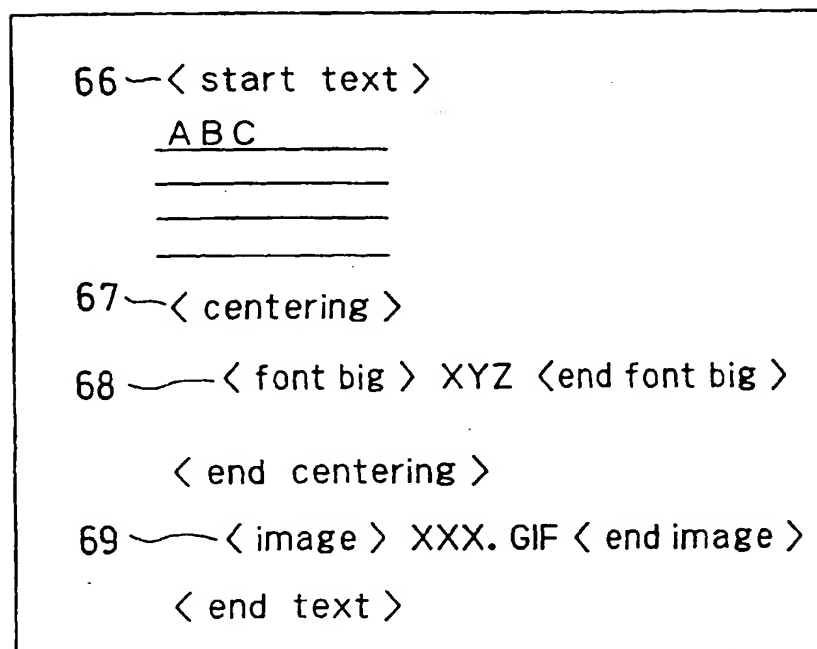 66 < start text >
ABC
67 < centering >
68 < font big > XYZ <end font big >
< end centering >
69 < image > XXX. GIF < end image >
< end text >